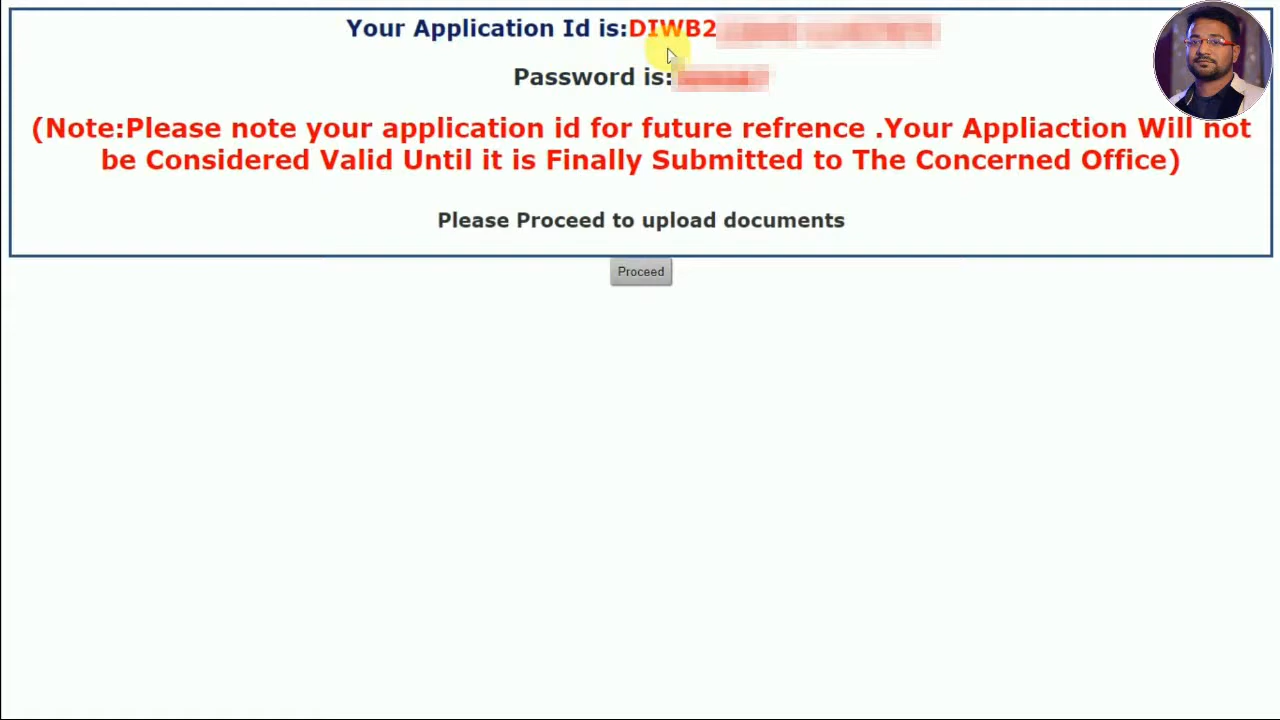 Your Application Id is:DIWB2
Password is:
(Note:Please note your application id for future refrence .Your Appliaction Will not
be Considered Valid Until it is Finally Submitted to The Concerned Office)
Please Proceed to upload documents
Proceed